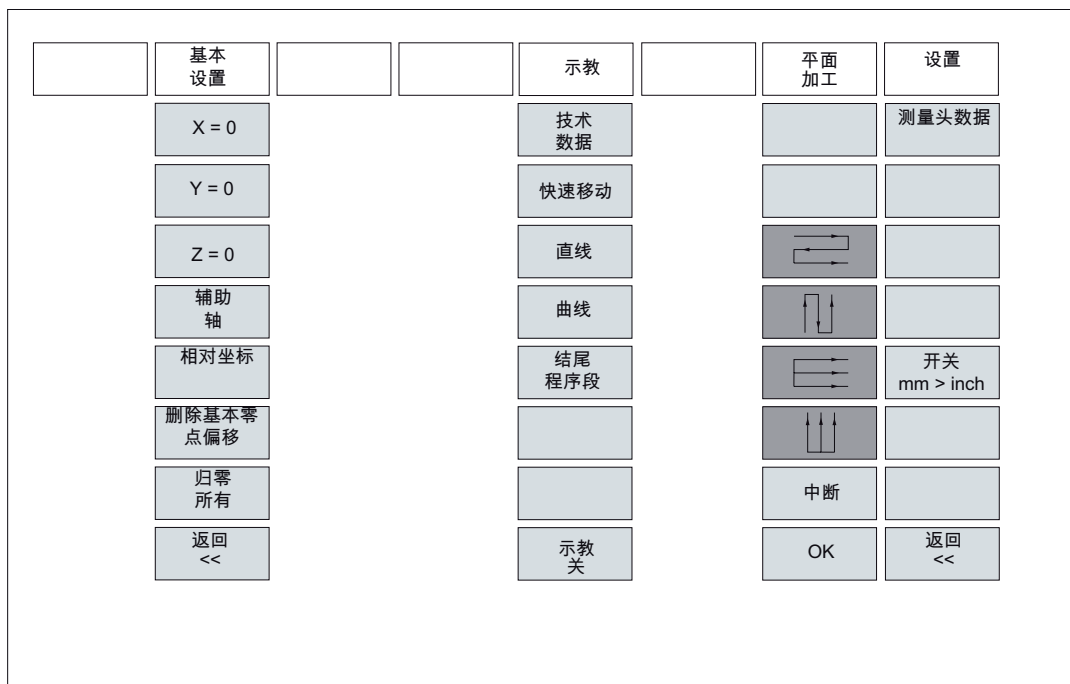 基本
设置
示教
平面
加工
设置
X = 0
技术
数据
测量头数据
Y = 0
快速移动
Z = 0
直线
辅助
轴
曲线
相对坐标
结尾
程序段
开关
mm > inch
删除基本零
点偏移
归零
所有
中断
返回
<<
示教
关
OK
返回
<<